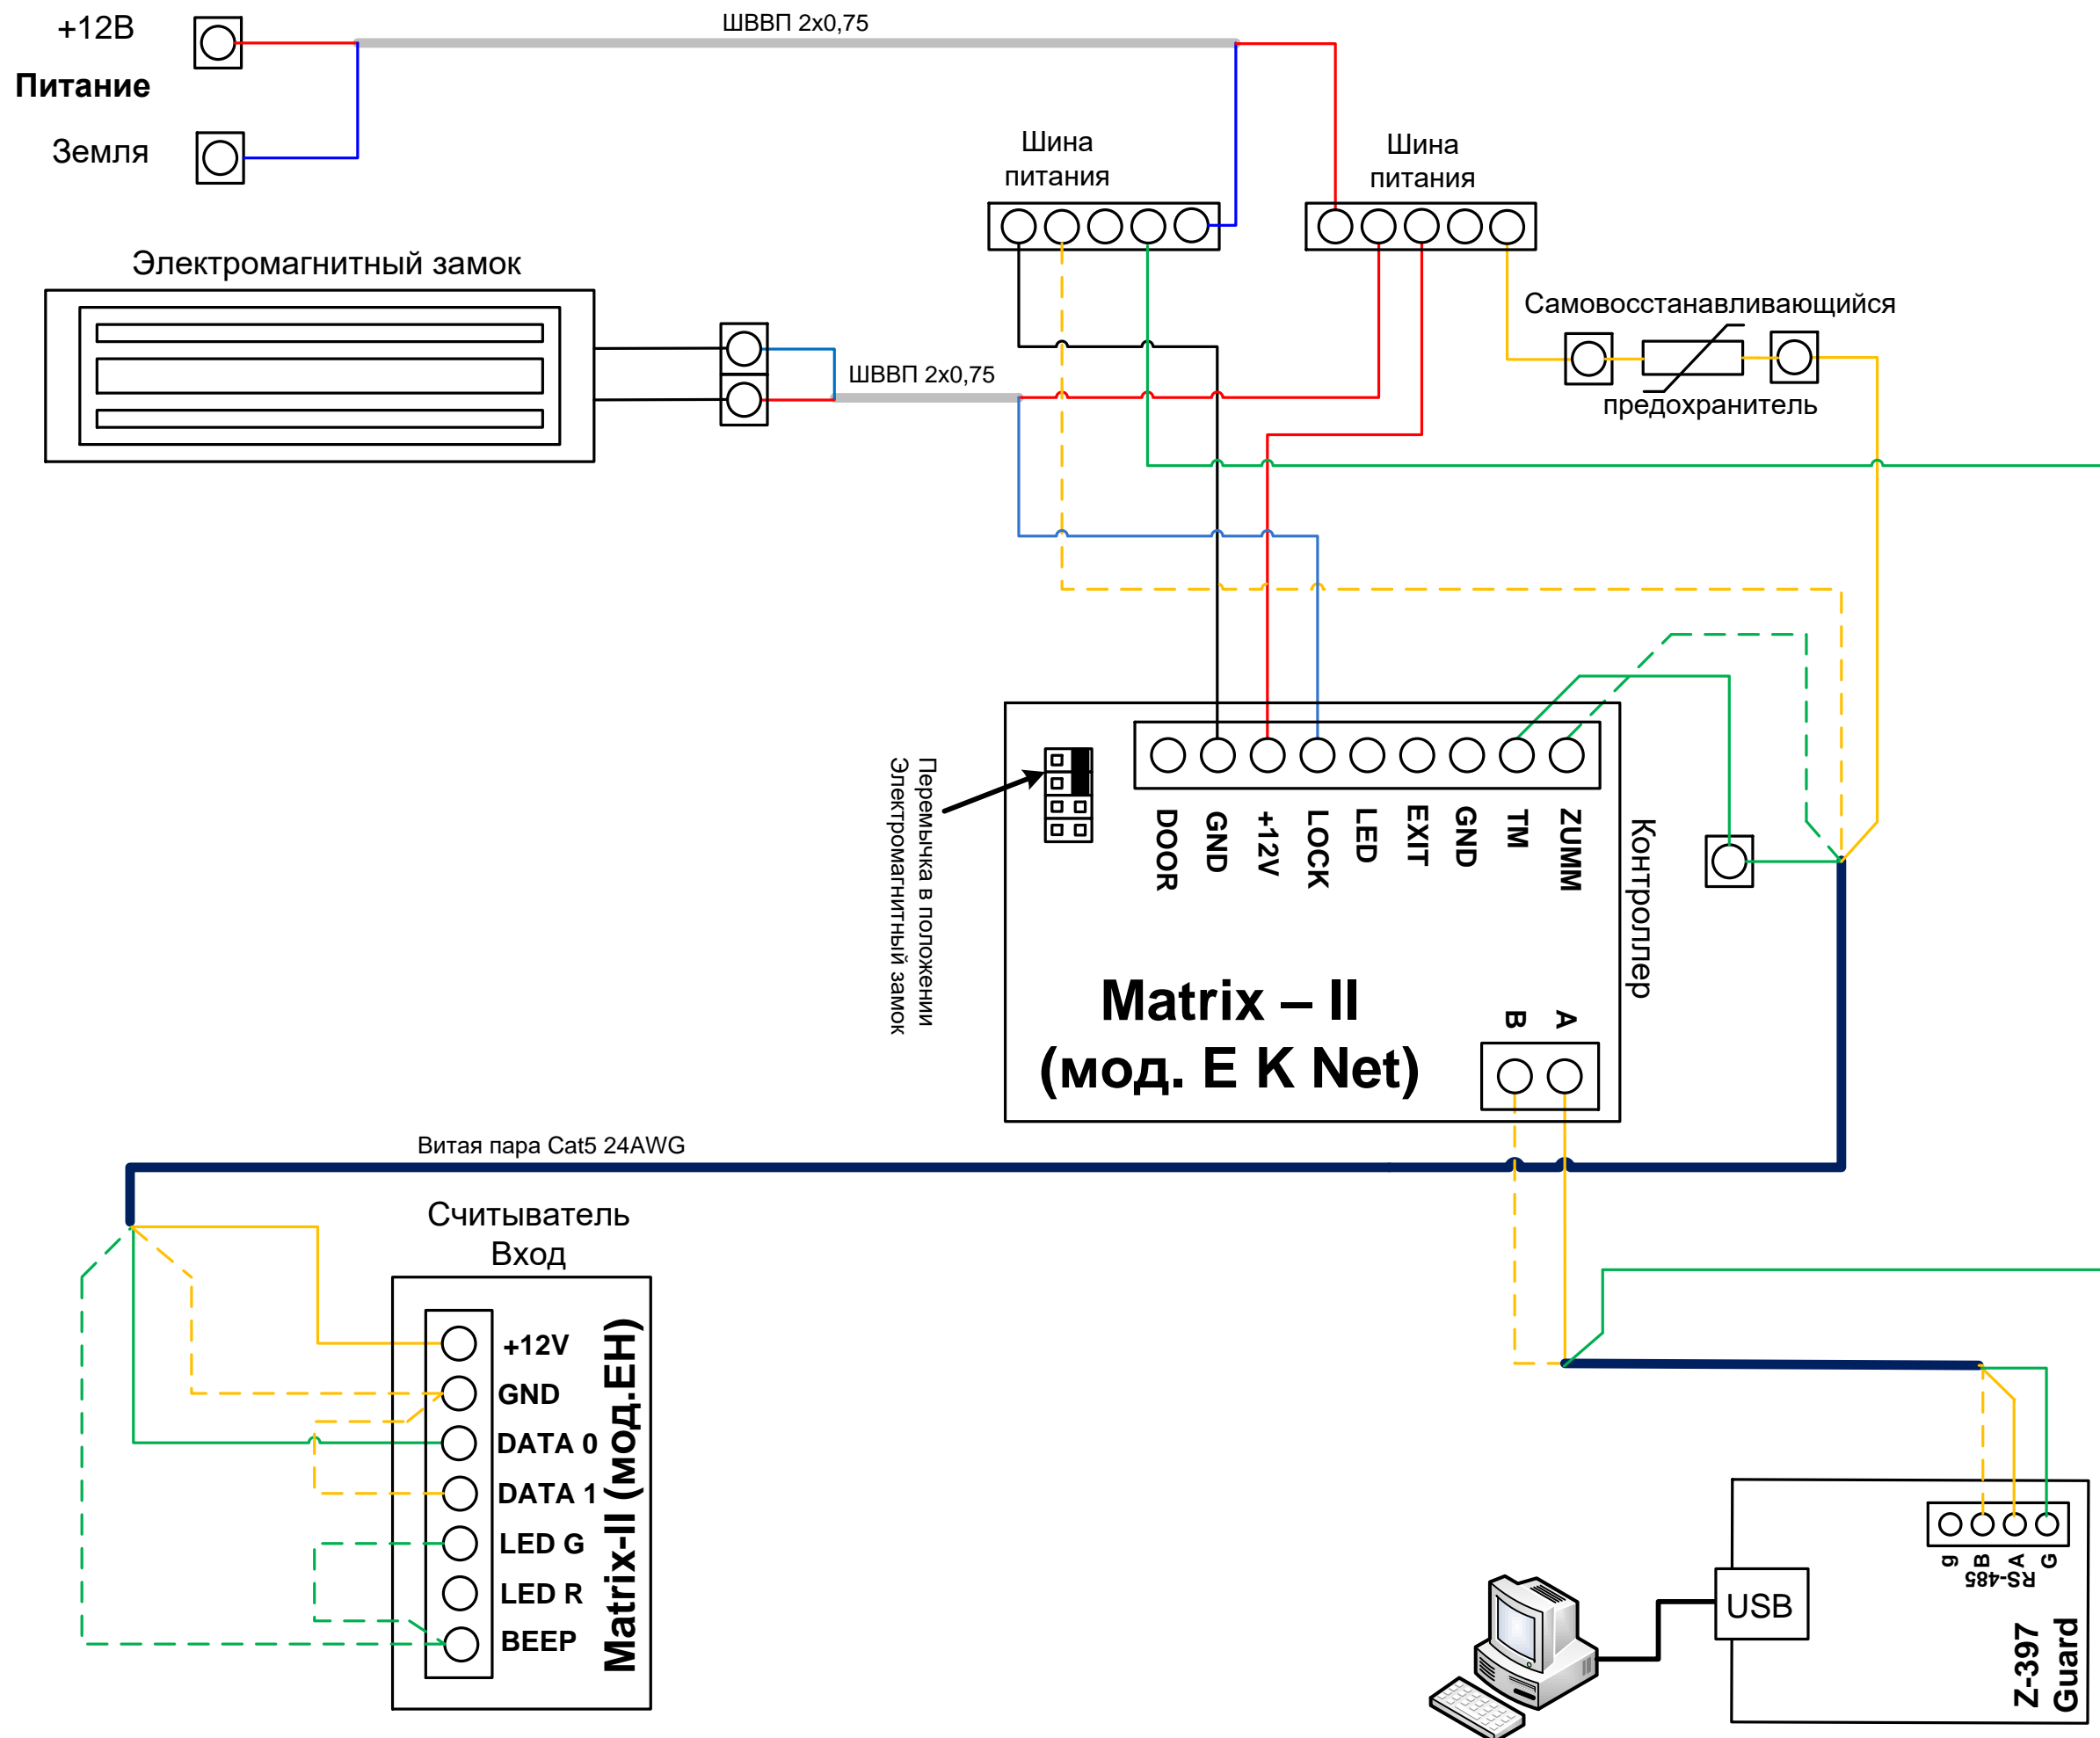 +12В
ШВВП 2х0,75
Питание
Земля
Шина
питания
Шина
питания
Электромагнитный замок
Самовосстанавливающийся
предохранитель
ШВВП 2х0,75
Перемычка в положении
Электромагнитный замок
DOOR
GND
+12V
LOCK
LED
EXIT
GND
TM
ZUMM
Контроллер
Matrix – II
(мод. E K Net)
B
A
Витая пара Cat5 24AWG
Считыватель
Вход
+12V
GND
DATA 0
DATA 1
LED G
LED R
BEEP
Matrix-II (мод.EH)
g
B
A
G
RS-485
USB
Z-397
Guard